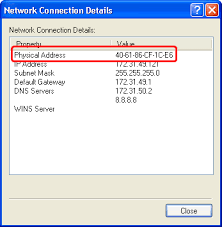 Network Connection Details
Network Connection Details:
Property Value
Physical Address 40-61-86-CF-1C-E6
IP Address 172.31.49.121
Subnet Mask 255.255.255.0
Default Gateway 172.31.49.1
DNS Servers 172.31.50.2
8.8.8.8
WINS Server
Close